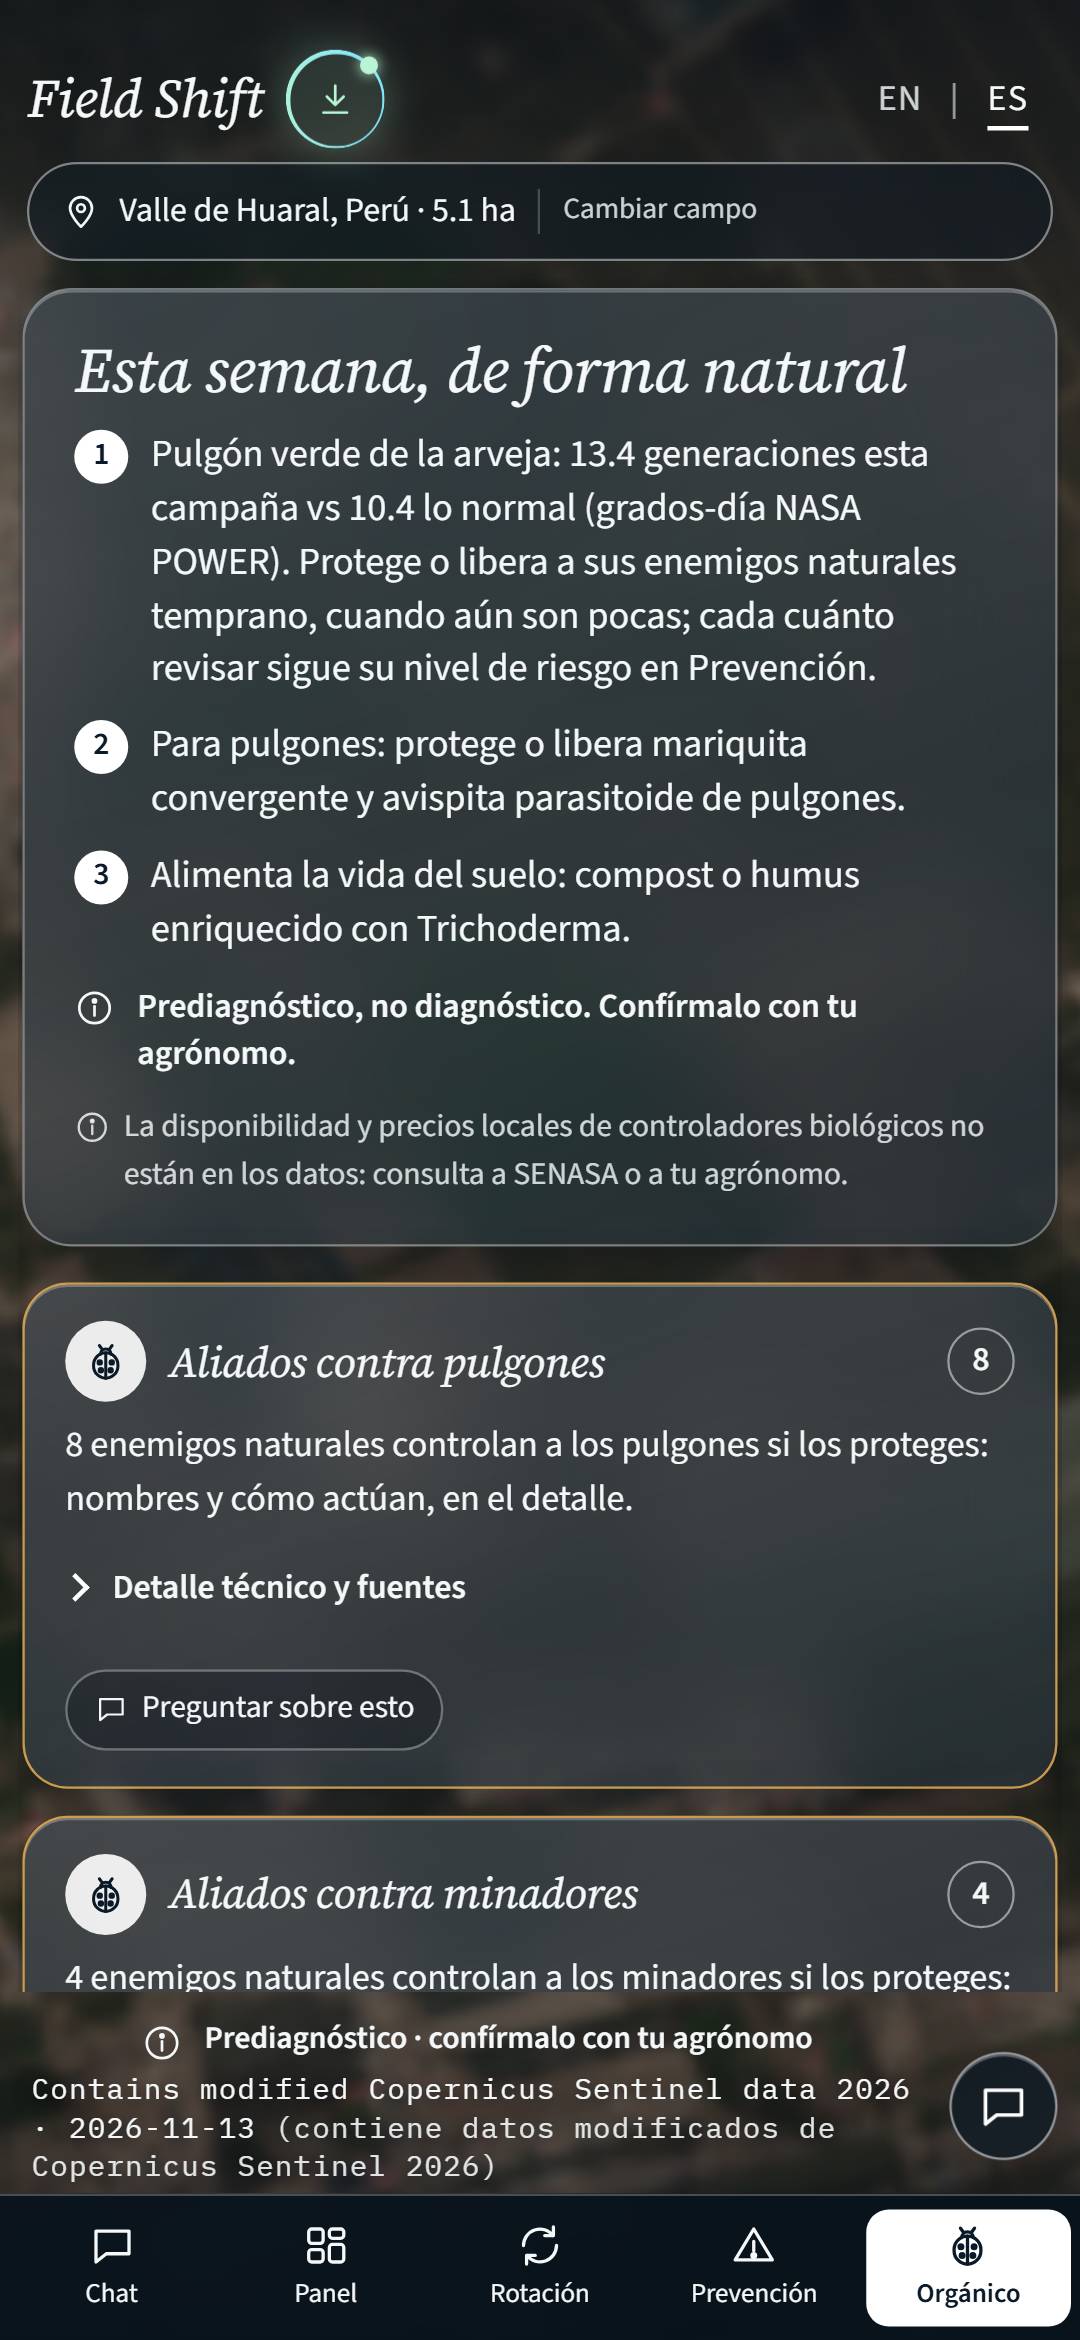 Field Shift
EN | ES
Valle de Huaral, Perú · 5.1 ha | Cambiar campo
Esta semana, de forma natural
1 Pulgón verde de la arveja: 13.4 generaciones esta
campaña vs 10.4 lo normal (grados-día NASA
POWER). Protege o libera a sus enemigos naturales
temprano, cuando aún son pocas; cada cuánto
revisar sigue su nivel de riesgo en Prevención.
2 Para pulgones: protege o libera mariquita
convergente y avispita parasitoide de pulgones.
3 Alimenta la vida del suelo: compost o humus
enriquecido con Trichoderma.
Prediagnóstico, no diagnóstico. Confírmalo con tu
agrónomo.
La disponibilidad y precios locales de controladores biológicos no
están en los datos: consulta a SENASA o a tu agrónomo.
Aliados contra pulgones 8
8 enemigos naturales controlan a los pulgones si los proteges:
nombres y cómo actúan, en el detalle.
Detalle técnico y fuentes
Preguntar sobre esto
Aliados contra minadores 4
4 enemigos naturales controlan a los minadores si los proteges:
Prediagnóstico · confírmalo con tu agrónomo
Contains modified Copernicus Sentinel data 2026
· 2026-11-13 (contiene datos modificados de
Copernicus Sentinel 2026)
Chat Panel Rotación Prevención Orgánico